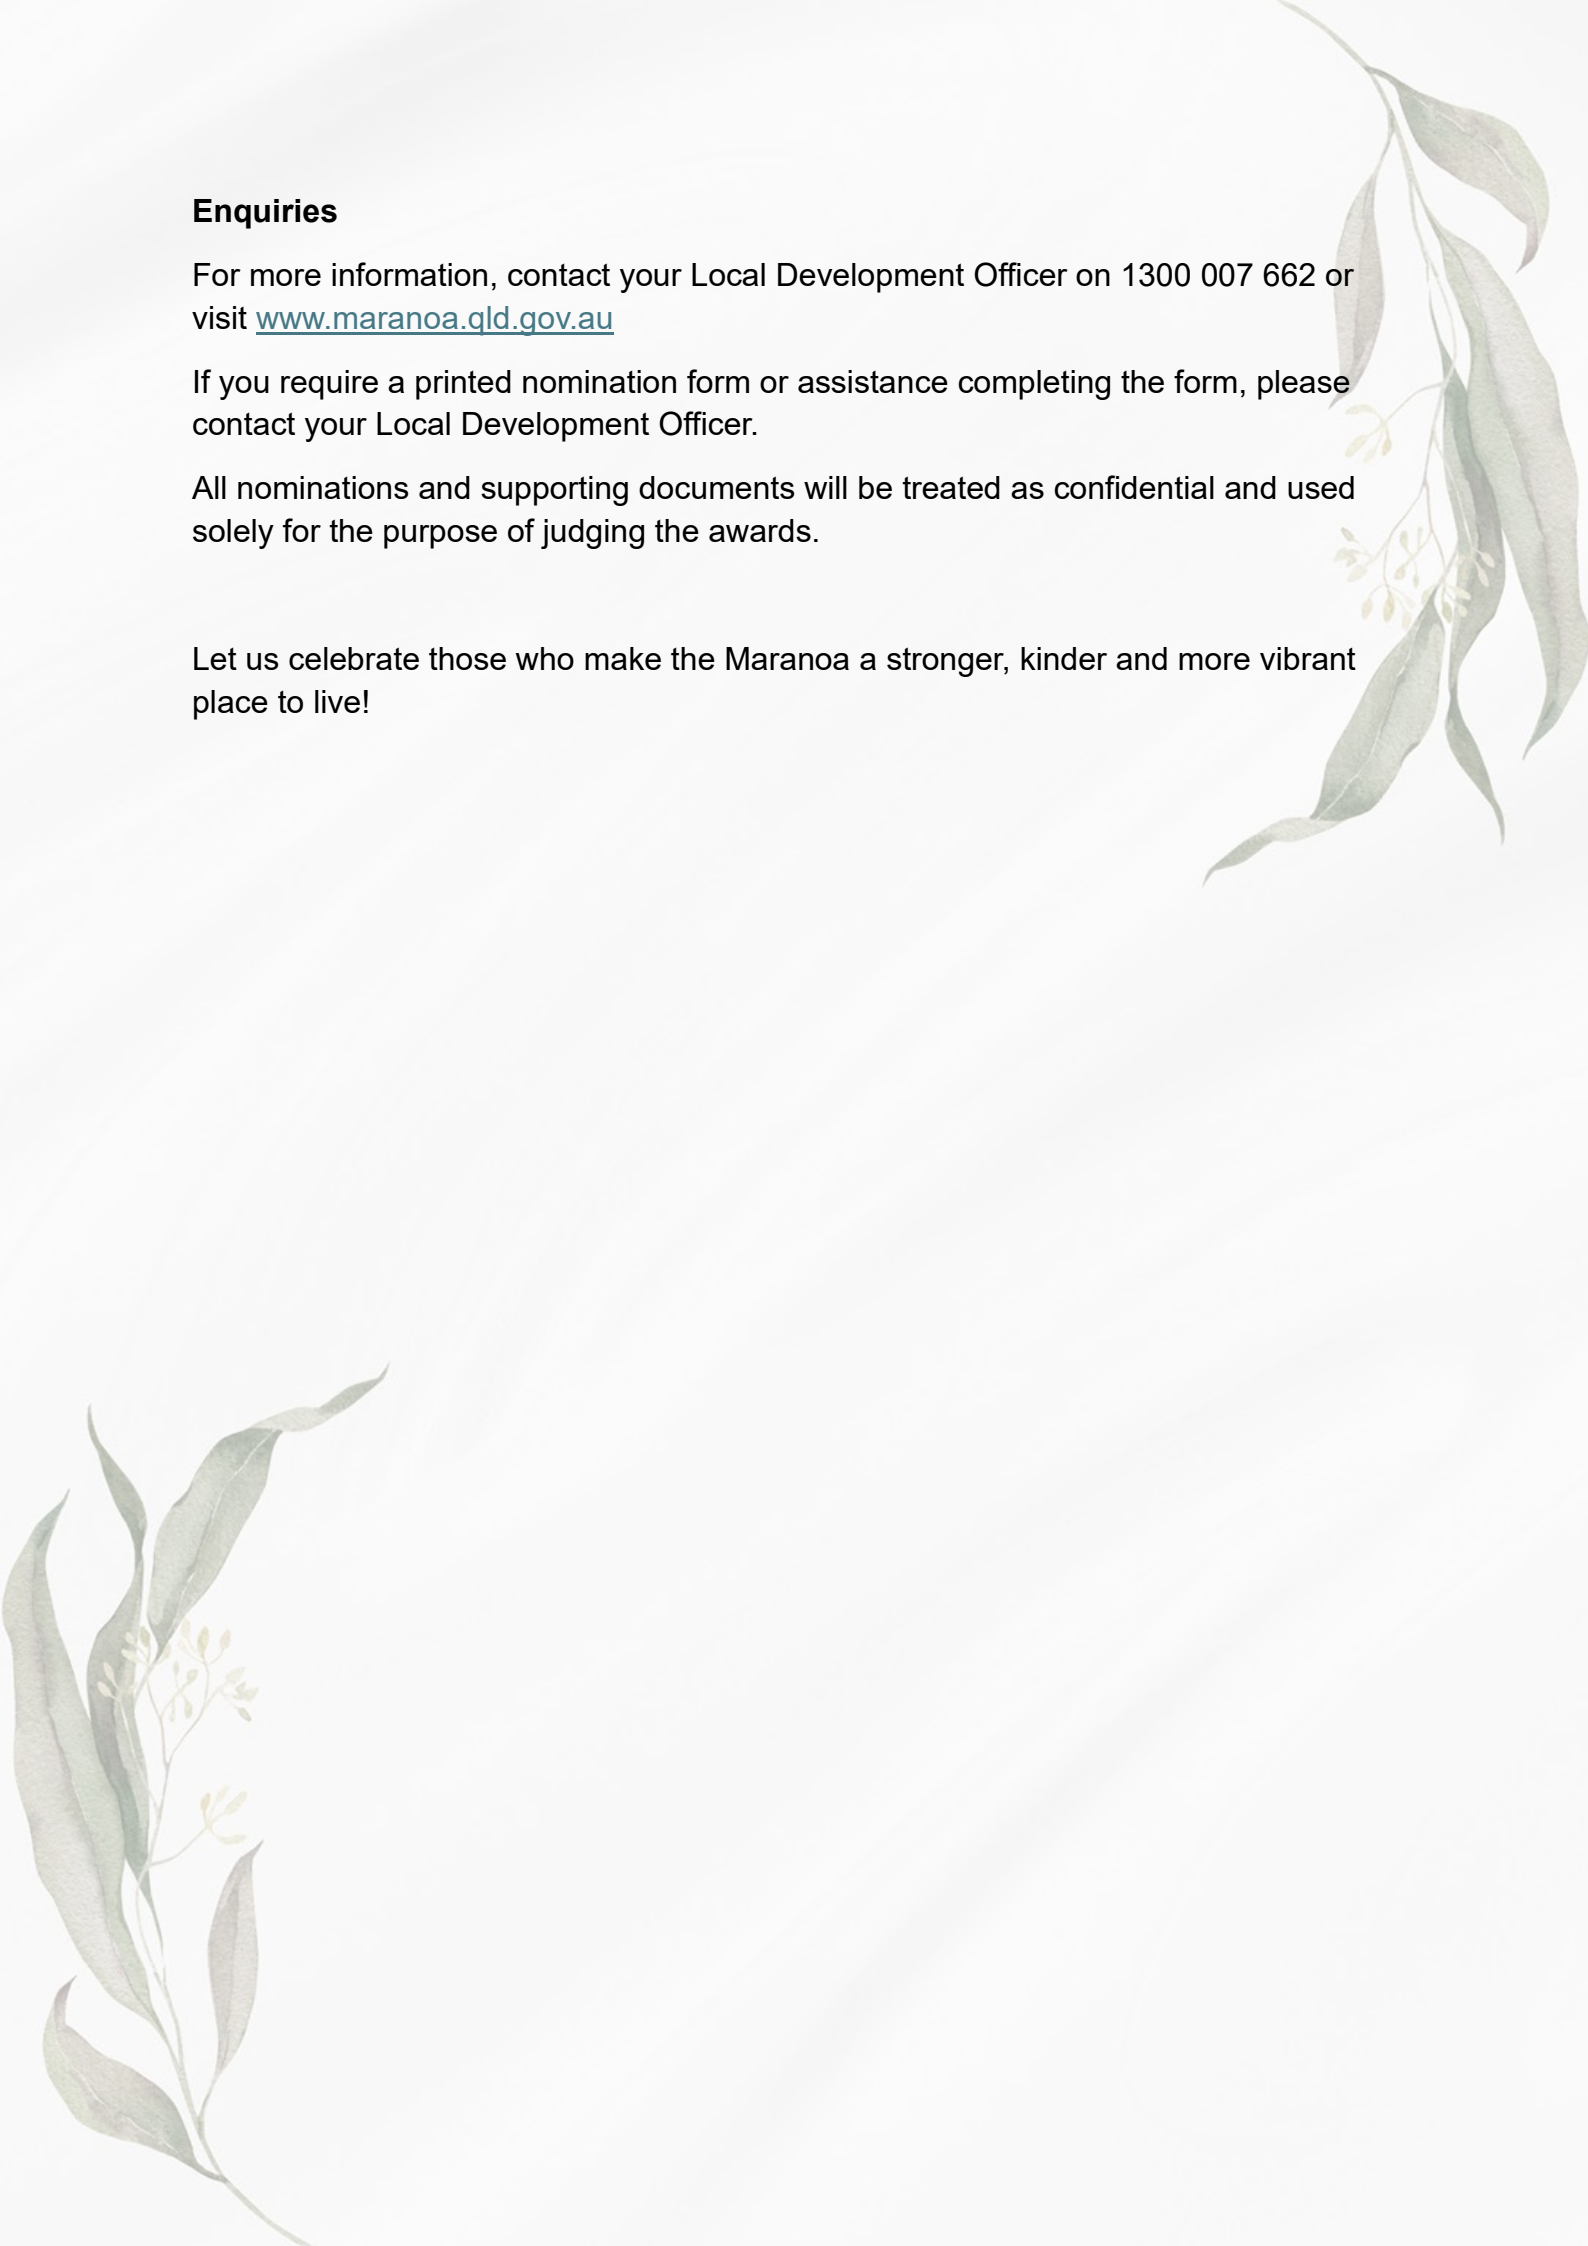 Enquiries
For more information, contact your Local Development Officer on 1300 007 662 or
visit www.maranoa.qld.gov.au
If you require a printed nomination form or assistance completing the form, please
contact your Local Development Officer.
All nominations and supporting documents will be treated as confidential and used
solely for the purpose of judging the awards.
Let us celebrate those who make the Maranoa a stronger, kinder and more vibrant
place to live!